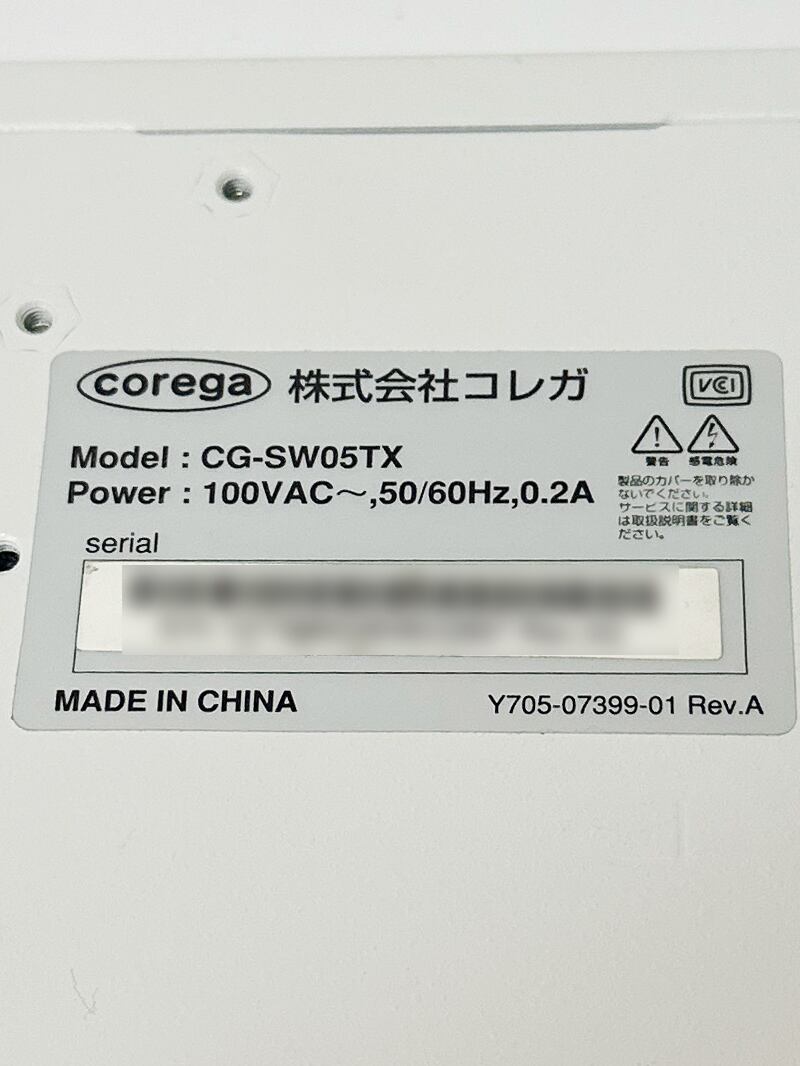 corega 株式会社コレガ
VCCI
Model : CG-SW05TX
Power : 100VAC～,50/60Hz,0.2A
警告 感電危険
製品のカバーを取り除か
ないでください。
サービスに関する詳細
は取扱説明書をご覧く
ださい。
serial
MADE IN CHINA
Y705-07399-01 Rev.A